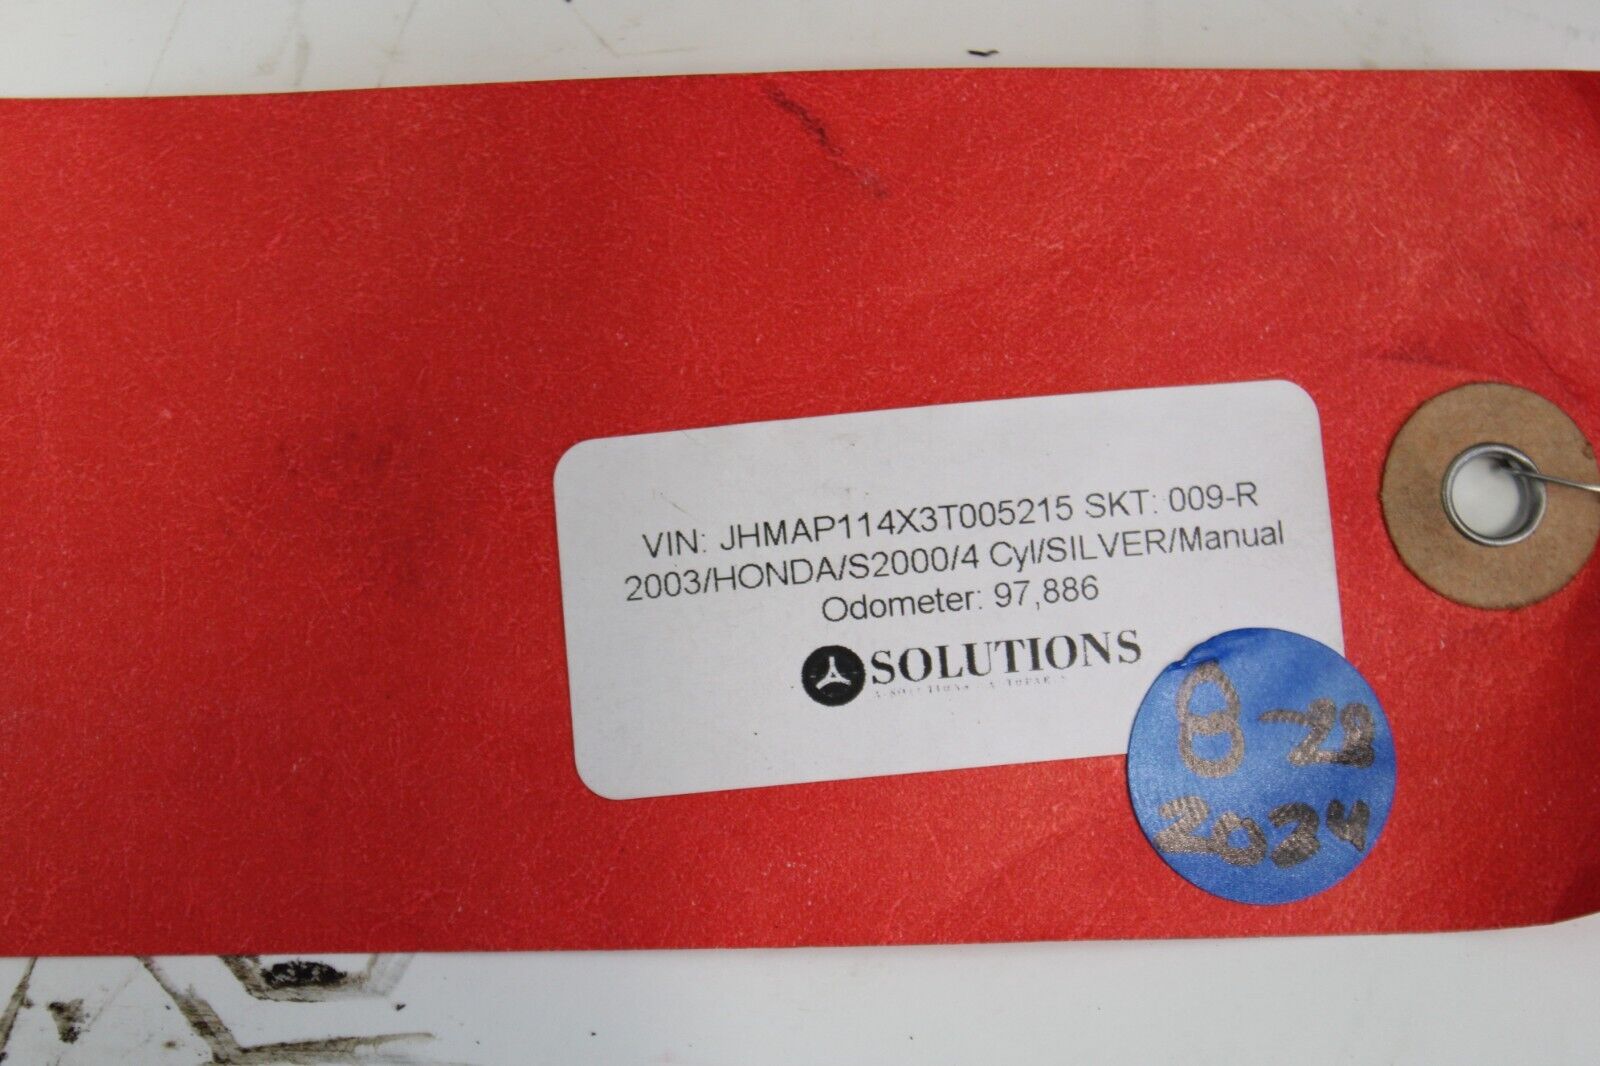 VIN: JHMAP114X3T005215 SKT: 009-R
2003/HONDA/S2000/4 Cyl/SILVER/Manual
Odometer: 97,886
SOLUTIONS
8-28
2024